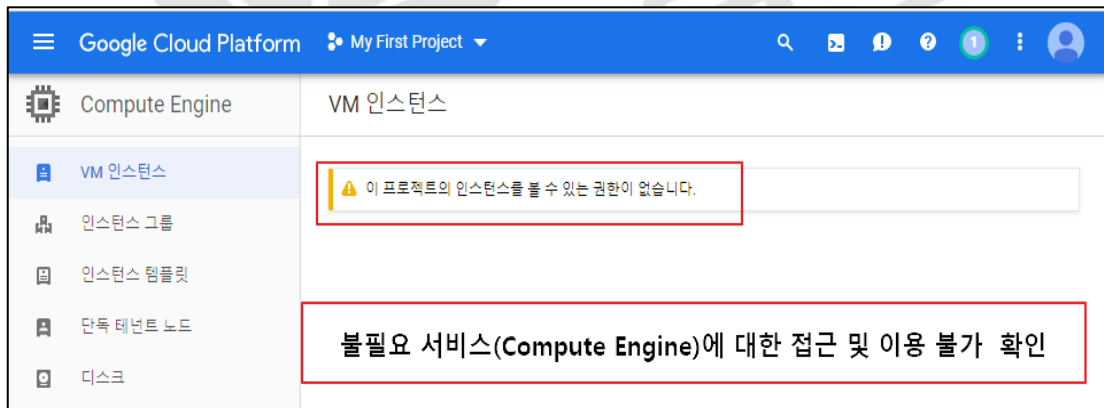 Google Cloud Platform My First Project 1
Compute Engine VM 인스턴스
VM 인스턴스
이 프로젝트의 인스턴스를 볼 수 있는 권한이 없습니다.
인스턴스 그룹
인스턴스 템플릿
단독 테넌트 노드
불필요 서비스(Compute Engine)에 대한 접근 및 이용 불가 확인
디스크